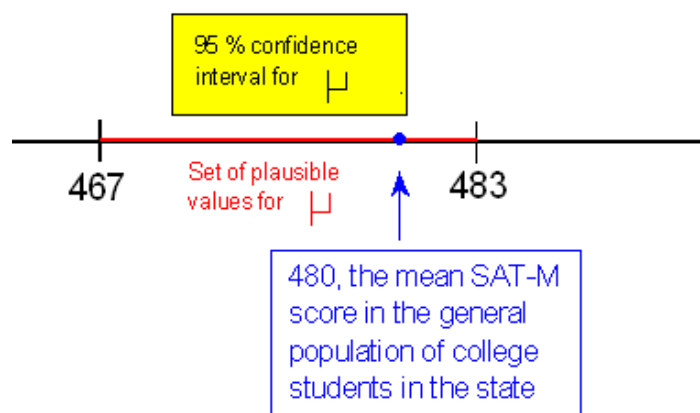 95 % confidence
interval for μ
467
483
Set of plausible
values for μ
480, the mean SAT-M
score in the general
population of college
students in the state